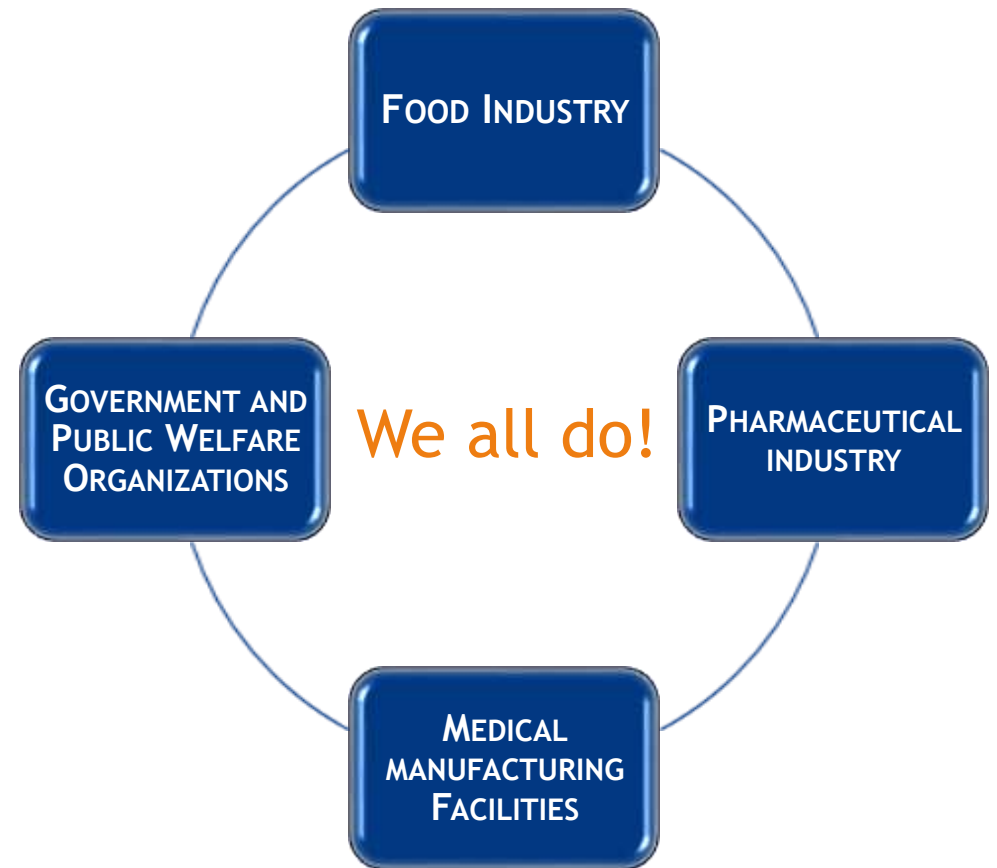 FOOD INDUSTRY
GOVERNMENT AND
PUBLIC WELFARE
ORGANIZATIONS
We all do!
PHARMACEUTICAL
INDUSTRY
MEDICAL
MANUFACTURING
FACILITIES